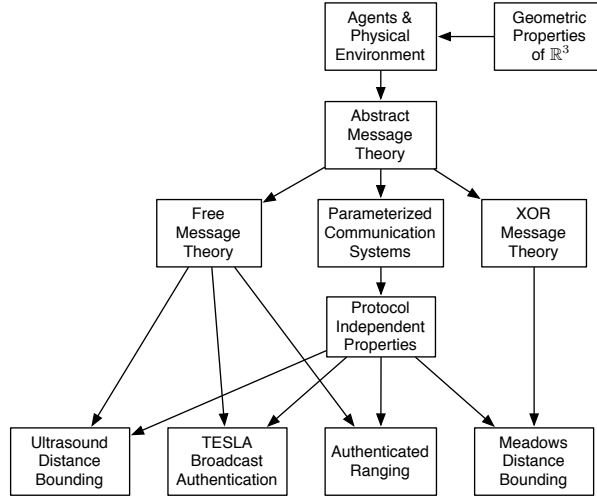 Agents &
Physical
Environment
Geometric
Properties
of ℝ³
Abstract
Message
Theory
Free
Message
Theory
Parameterized
Communication
Systems
XOR
Message
Theory
Protocol
Independent
Properties
Ultrasound
Distance
Bounding
TESLA
Broadcast
Authentication
Authenticated
Ranging
Meadows
Distance
Bounding